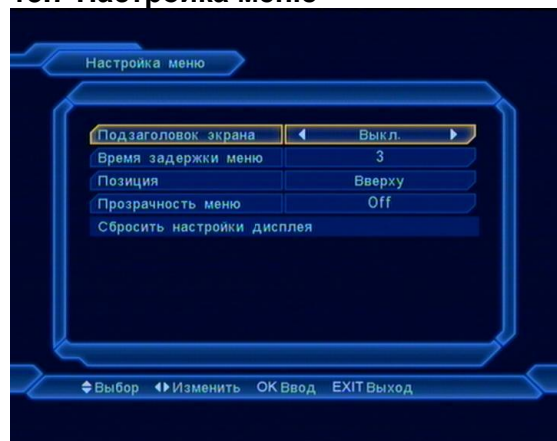 Настройка меню
Подзаголовок экрана Выкл.
Время задержки меню 3
Позиция Вверху
Прозрачность меню Off
Сбросить настройки дисплея
Выбор Изменить OK Ввод EXIT Выход